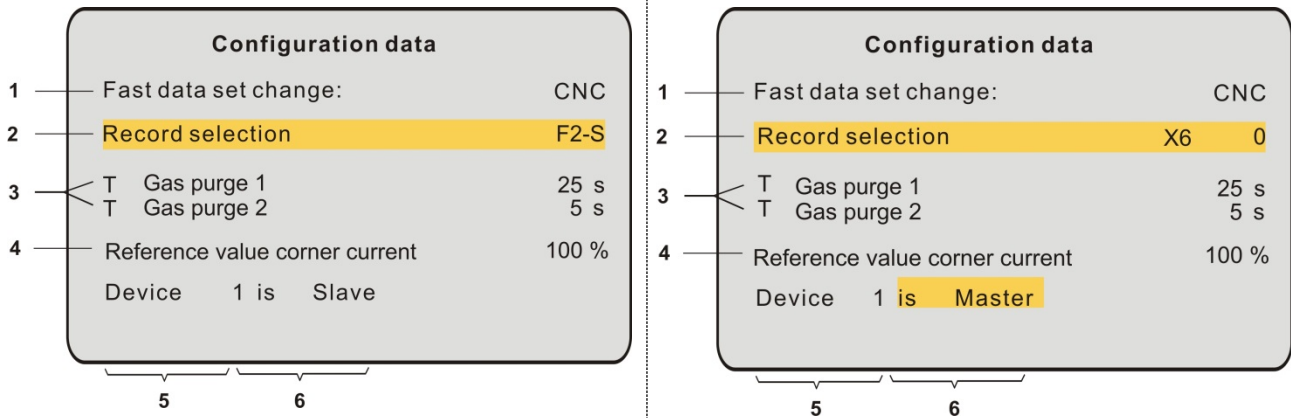 Configuration data
1 Fast data set change: CNC
2 Record selection F2-S
3 T Gas purge 1 25 s
T Gas purge 2 5 s
4 Reference value corner current 100 %
Device 1 is Slave
5 6
Configuration data
1 Fast data set change: CNC
2 Record selection X6 0
3 T Gas purge 1 25 s
T Gas purge 2 5 s
4 Reference value corner current 100 %
Device 1 is Master
5 6